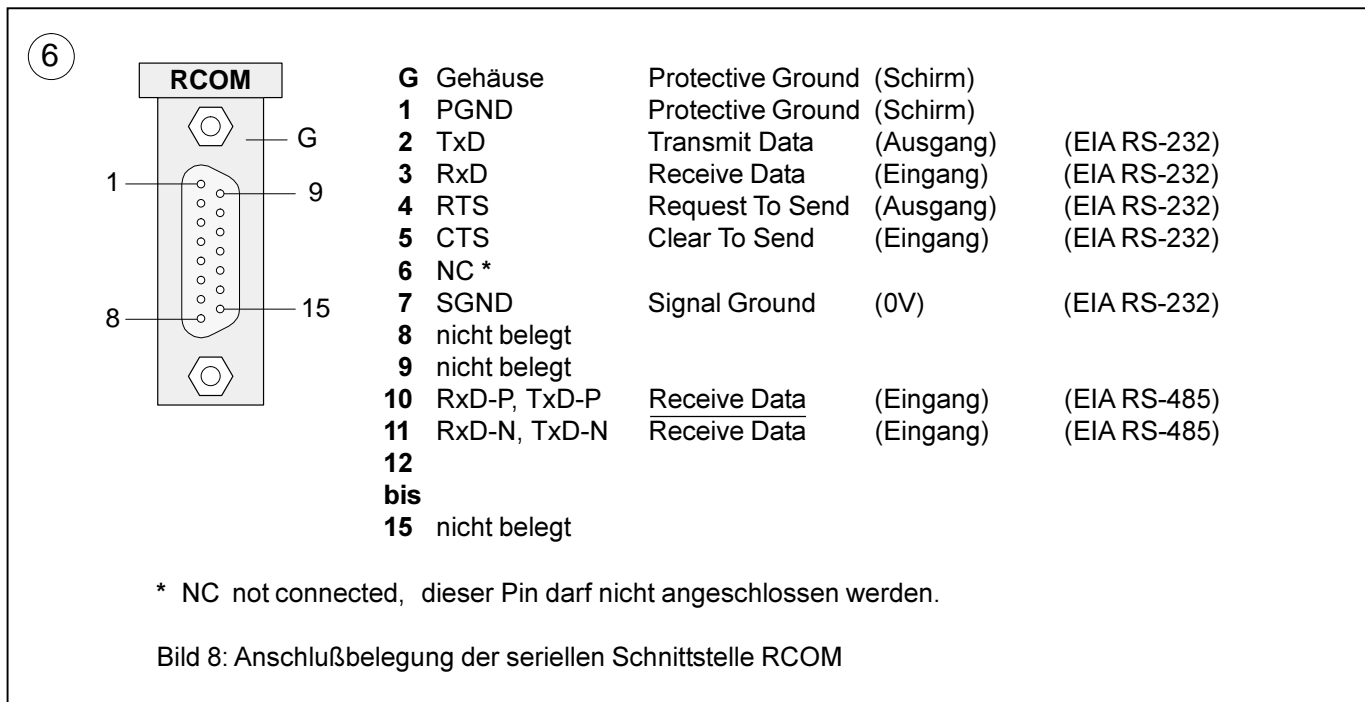 6
RCOM
G
1
9
8
15
G Gehäuse Protective Ground (Schirm)
1 PGND Protective Ground (Schirm)
2 TxD Transmit Data (Ausgang) (EIA RS-232)
3 RxD Receive Data (Eingang) (EIA RS-232)
4 RTS Request To Send (Ausgang) (EIA RS-232)
5 CTS Clear To Send (Eingang) (EIA RS-232)
6 NC *
7 SGND Signal Ground (0V) (EIA RS-232)
8 nicht belegt
9 nicht belegt
10 RxD-P, TxD-P Receive Data (Eingang) (EIA RS-485)
11 RxD-N, TxD-N Receive Data (Eingang) (EIA RS-485)
12
bis
15 nicht belegt
* NC not connected, dieser Pin darf nicht angeschlossen werden.
Bild 8: Anschlußbelegung der seriellen Schnittstelle RCOM